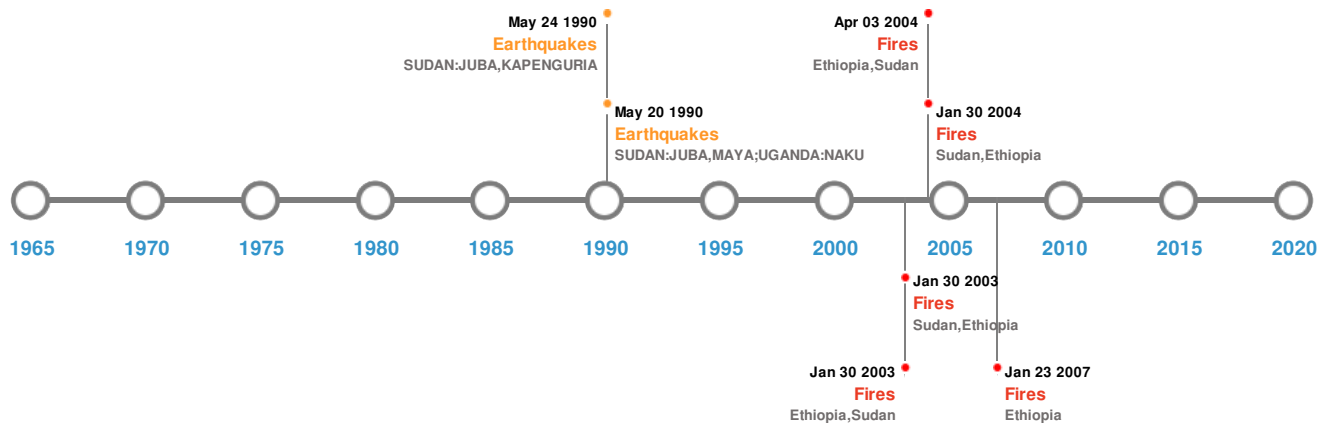 May 24 1990
Earthquakes
SUDAN:JUBA,KAPENGURIA
Apr 03 2004
Fires
Ethiopia,Sudan
May 20 1990
Earthquakes
SUDAN:JUBA,MAYA;UGANDA:NAKU
Jan 30 2004
Fires
Sudan,Ethiopia
1965 1970 1975 1980 1985 1990 1995 2000 2005 2010 2015 2020
Jan 30 2003
Fires
Sudan,Ethiopia
Jan 30 2003
Fires
Ethiopia,Sudan
Jan 23 2007
Fires
Ethiopia